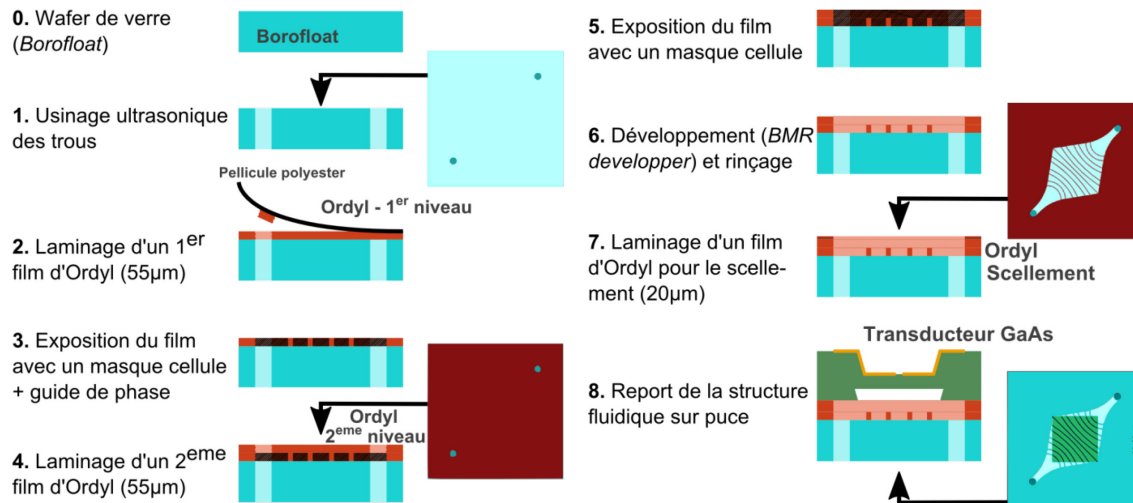 0. Wafer de verre
(Borofloat)
Borofloat
1. Usinage ultrasonique
des trous
Pellicule polyester
Ordyl - 1er niveau
2. Laminage d'un 1er
film d'Ordyl (55µm)
3. Exposition du film
avec un masque cellule
+ guide de phase
Ordyl
2eme niveau
4. Laminage d'un 2eme
film d'Ordyl (55µm)
5. Exposition du film
avec un masque cellule
6. Développement (BMR
developper) et rinçage
7. Laminage d'un film
d'Ordyl pour le scelle-
ment (20µm)
Ordyl
Scellement
Transducteur GaAs
8. Report de la structure
fluidique sur puce